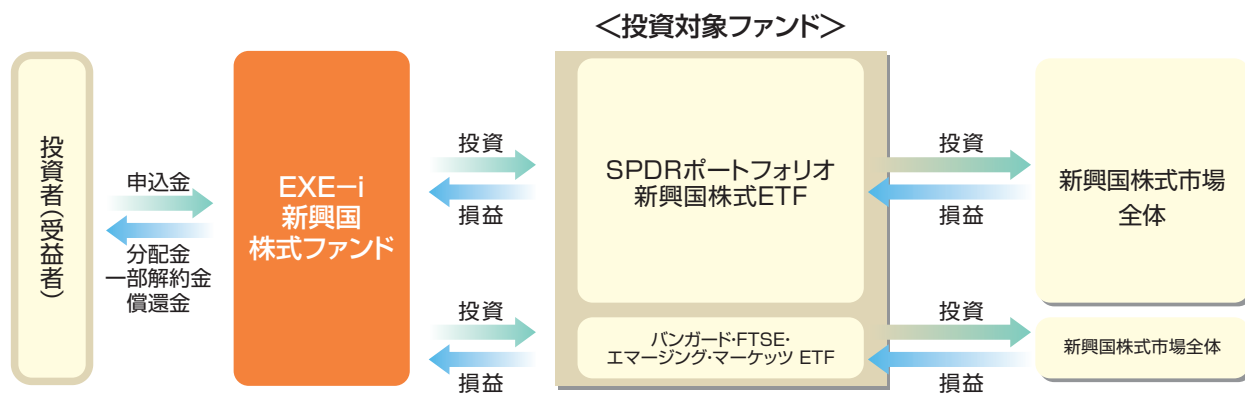 ＜投資対象ファンド＞
投資者(受益者)
申込金
分配金
一部解約金
償還金
EXE－i
新興国
株式ファンド
投資
損益
投資
損益
SPDRポートフォリオ
新興国株式ETF
バンガード・FTSE・
エマージング・マーケッツ ETF
投資
損益
投資
損益
新興国株式市場
全体
新興国株式市場全体